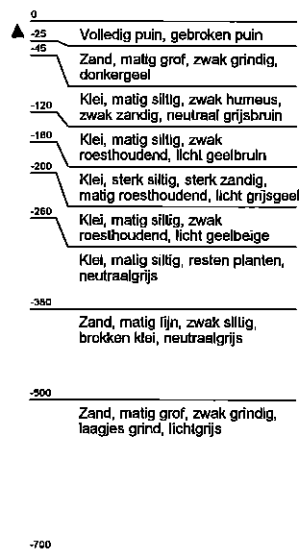 0
Volledig puin, gebroken puin
-25
-45
Zand, matig grof, zwak grindig,
donkergeel
Klei, matig siltig, zwak humeus,
zwak zandig, neutraal grijsbruin
-120
Klei, matig siltig, zwak
roesthoudend, licht geelbruin
-180
Klei, sterk siltig, sterk zandig,
matig roesthoudend, licht grijsgeel
-200
Klei, matig siltig, zwak
roesthoudend, licht geelbeige
-260
Klei, matig siltig, resten planten,
neutraalgrijs
-380
Zand, matig fijn, zwak siltig,
brokken klei, neutraalgrijs
-500
Zand, matig grof, zwak grindig,
laagjes grind, lichtgrijs
-700